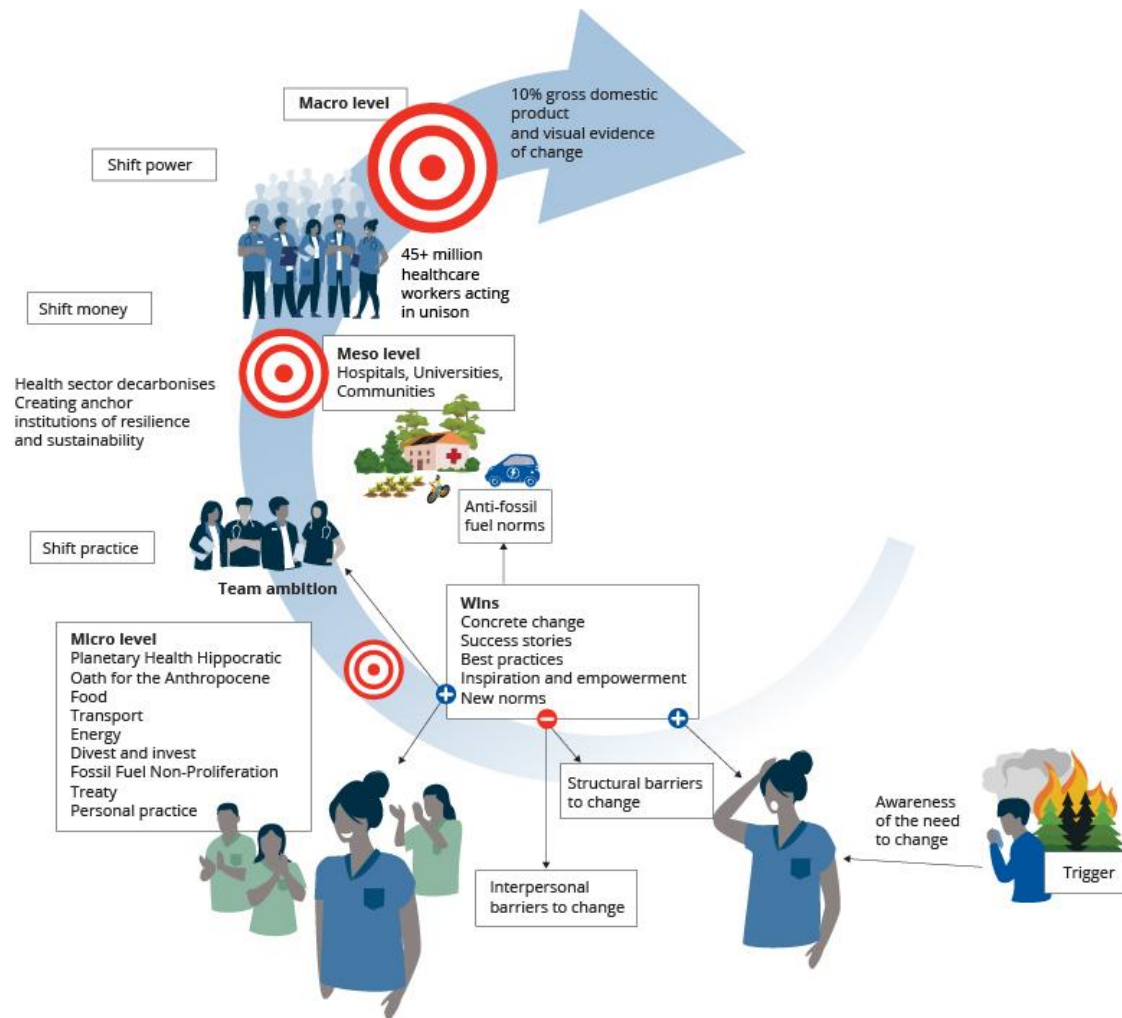 Macro level
10% gross domestic
product
and visual evidence
of change
Shift power
45+ million
healthcare
workers acting
in unison
Shift money
Meso level
Hospitals, Universities,
Communities
Health sector decarbonises
Creating anchor
institutions of resilience
and sustainability
Anti-fossil
fuel norms
Shift practice
Team ambition
Wins
Concrete change
Success stories
Best practices
Inspiration and empowerment
New norms
Micro level
Planetary Health Hippocratic
Oath for the Anthropocene
Food
Transport
Energy
Divest and invest
Fossil Fuel Non-Proliferation
Treaty
Personal practice
Structural barriers
to change
Interpersonal
barriers to change
Awareness
of the need
to change
Trigger